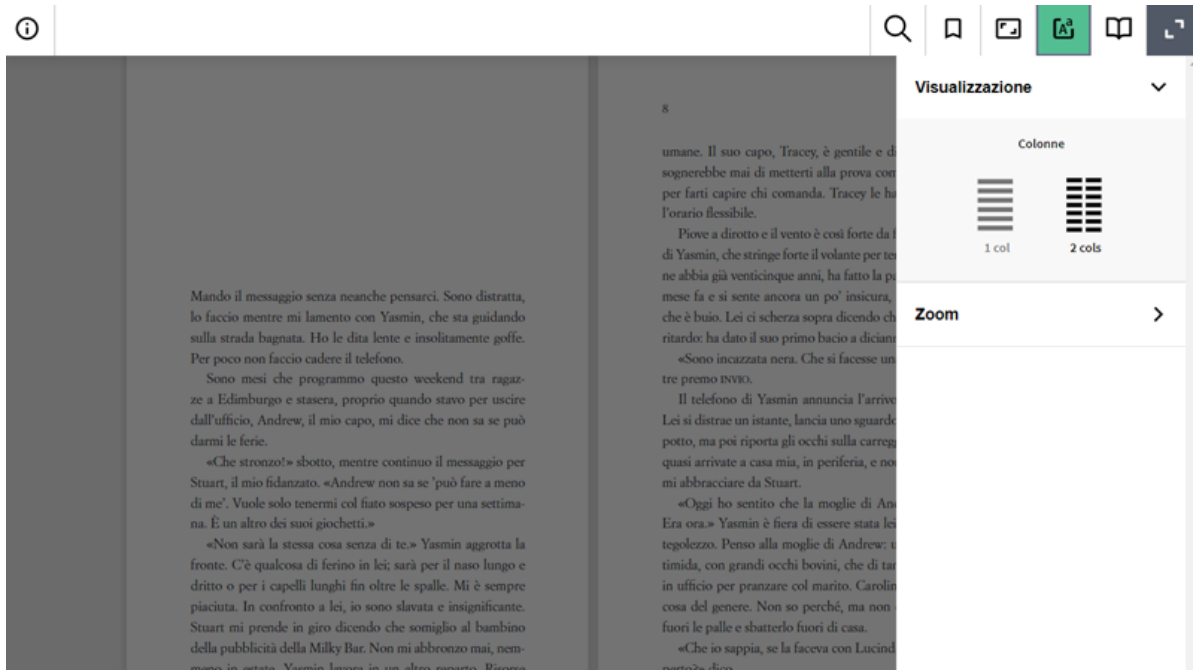 Mando il messaggio senza neanche pensarci. Sono distratta,
lo faccio mentre mi lamento con Yasmin, che sta guidando
sulla strada bagnata. Ho le dita lente e insolitamente goffe.
Per poco non faccio cadere il telefono.
Sono mesi che programmo questo weekend tra ragaz-
ze a Edimburgo e stasera, proprio quando stavo per uscire
dall’ufficio, Andrew, il mio capo, mi dice che non sa se può
darmi le ferie.
«Che stronzo!» sbotto, mentre continuo il messaggio per
Stuart, il mio fidanzato. «Andrew non sa se ’può fare a meno
di me’. Vuole solo tenermi col fiato sospeso per una settima-
na. È un altro dei suoi giochetti.»
«Non sarà la stessa cosa senza di te.» Yasmin aggrotta la
fronte. C’è qualcosa di ferino in lei; sarà per il naso lungo e
dritto o per i capelli lunghi fin oltre le spalle. Mi è sempre
piaciuta. In confronto a lei, io sono slavata e insignificante.
Stuart mi prende in giro dicendo che somiglio al bambino
della pubblicità della Milky Bar. Non mi abbronzo mai, nem-
meno in estate. Yasmin lavora in un altro reparto, Risorse
8
umane. Il suo capo, Tracey, è gentile e
sognerebbe mai di metterti alla prova
per farti capire chi comanda. Tracey le ha
l’orario flessibile.
Piove a dirotto e il vento è così forte da
di Yasmin, che stringe forte il volante per
ne abbia già venticinque anni, ha fatto la
mese fa e si sente ancora un po’ insicura,
che è buio. Lei ci scherza sopra dicendo
ritardo: ha dato il suo primo bacio a
«Sono incazzata nera. Che si facesse
tre premo INVIO.
Il telefono di Yasmin annuncia
Lei si distrae un istante, lancia uno
potto, ma poi riporta gli occhi sulla
quasi arrivate a casa mia, in periferia, e
mi abbracciare da Stuart.
«Oggi ho sentito che la moglie di
Era ora.» Yasmin è fiera di essere stata
tegolezzo. Penso alla moglie di Andrew:
timida, con grandi occhi bovini, che di
in ufficio per pranzare col marito.
cosa del genere. Non so perché, ma non
fuori le palle e sbatterlo fuori di casa.
«Che io sappia, se la faceva con
dico
Visualizzazione
Colonne
1 col 2 cols
Zoom